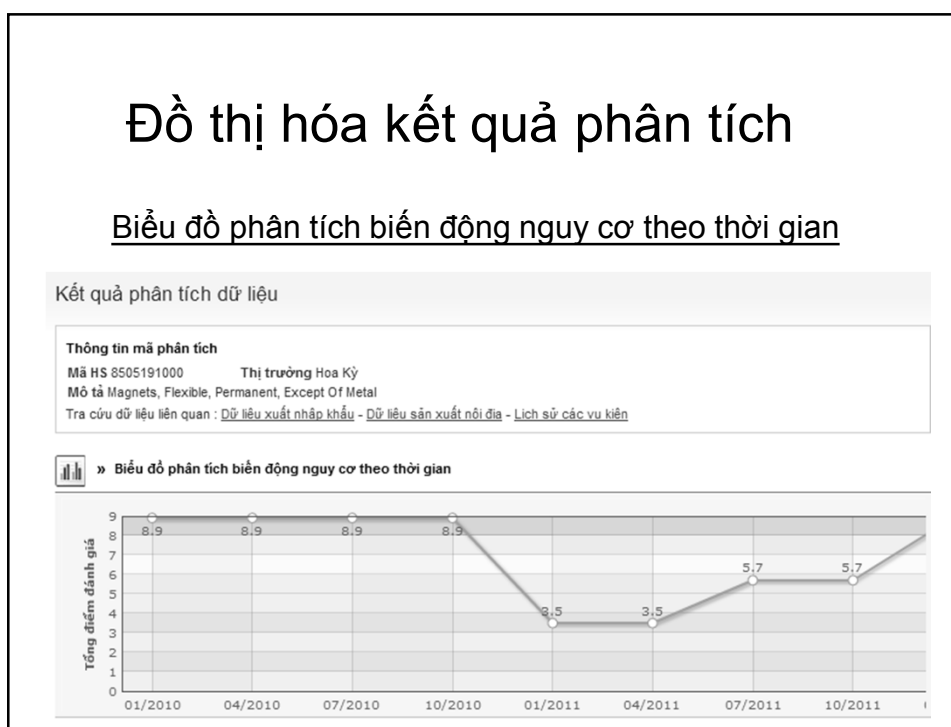 Đồ thị hóa kết quả phân tích
Biểu đồ phân tích biến động nguy cơ theo thời gian
Kết quả phân tích dữ liệu
Thông tin mã phân tích
Mã HS 8505191000 Thị trường Hoa Kỳ
Mô tả Magnets, Flexible, Permanent, Except Of Metal
Tra cứu dữ liệu liên quan : Dữ liệu xuất nhập khẩu - Dữ liệu sản xuất nội địa - Lịch sử các vụ kiện
» Biểu đồ phân tích biến động nguy cơ theo thời gian
Tổng điểm đánh giá
9
8
7
6
5
4
3
2
1
0
8.9 8.9 8.9 8.9 3.5 3.5 5.7 5.7
01/2010 04/2010 07/2010 10/2010 01/2011 04/2011 07/2011 10/2011